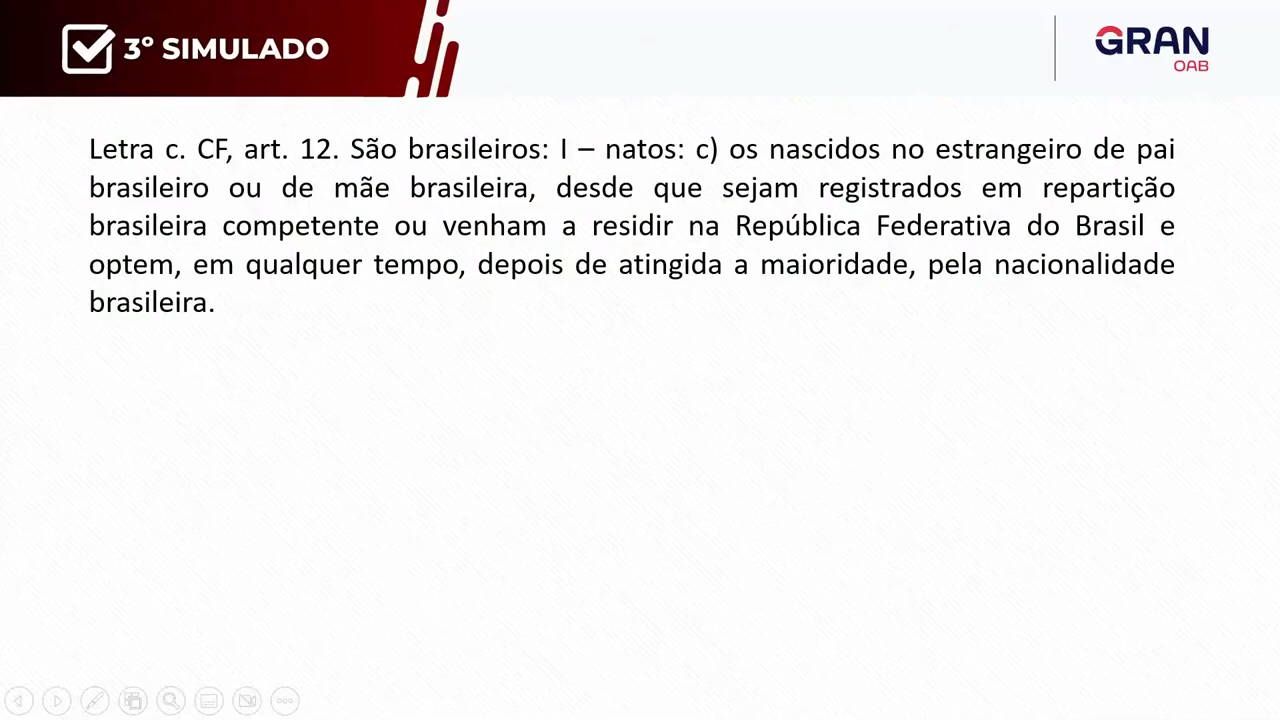 3º SIMULADO
GRAN
OAB
Letra c. CF, art. 12. São brasileiros: I – natos: c) os nascidos no estrangeiro de pai
brasileiro ou de mãe brasileira, desde que sejam registrados em repartição
brasileira competente ou venham a residir na República Federativa do Brasil e
optem, em qualquer tempo, depois de atingida a maioridade, pela nacionalidade
brasileira.